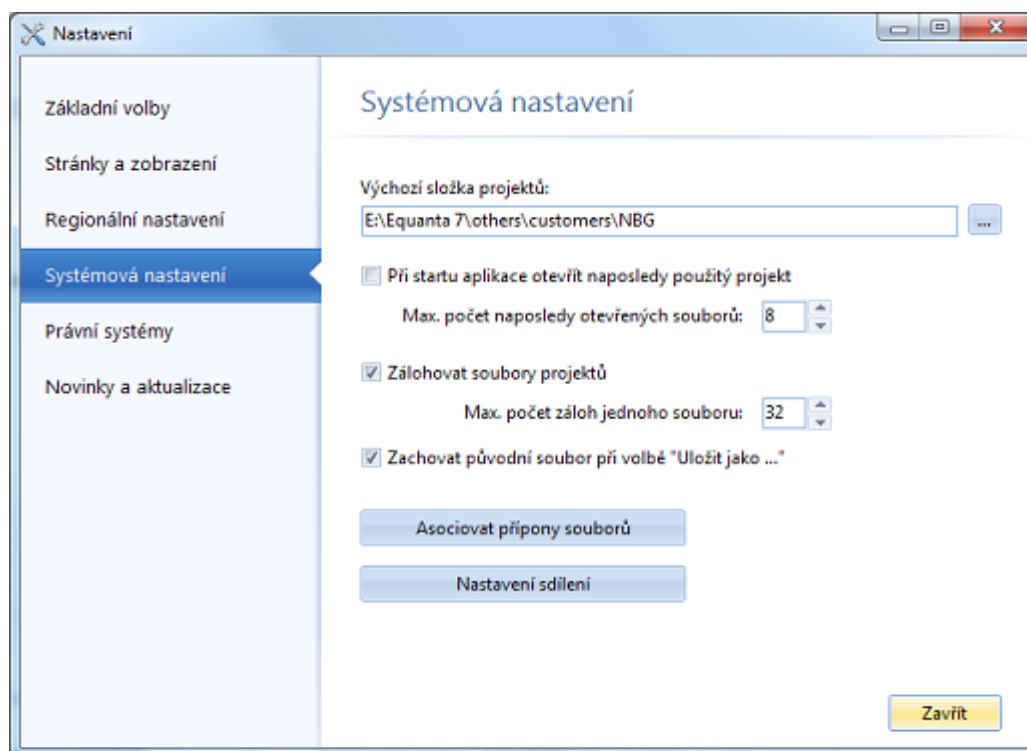 Nastavení
Základní volby
Stránky a zobrazení
Regionální nastavení
Systémová nastavení
Právní systémy
Novinky a aktualizace
Systémová nastavení
Výchozí složka projektů:
E:\Equanta 7\others\customers\NBG
...
Při startu aplikace otevřít naposledy použitý projekt
Max. počet naposledy otevřených souborů: 8
Zálohovat soubory projektů
Max. počet záloh jednoho souboru: 32
Zachovat původní soubor při volbě "Uložit jako ..."
Asociovat přípony souborů
Nastavení sdílení
Zavřít